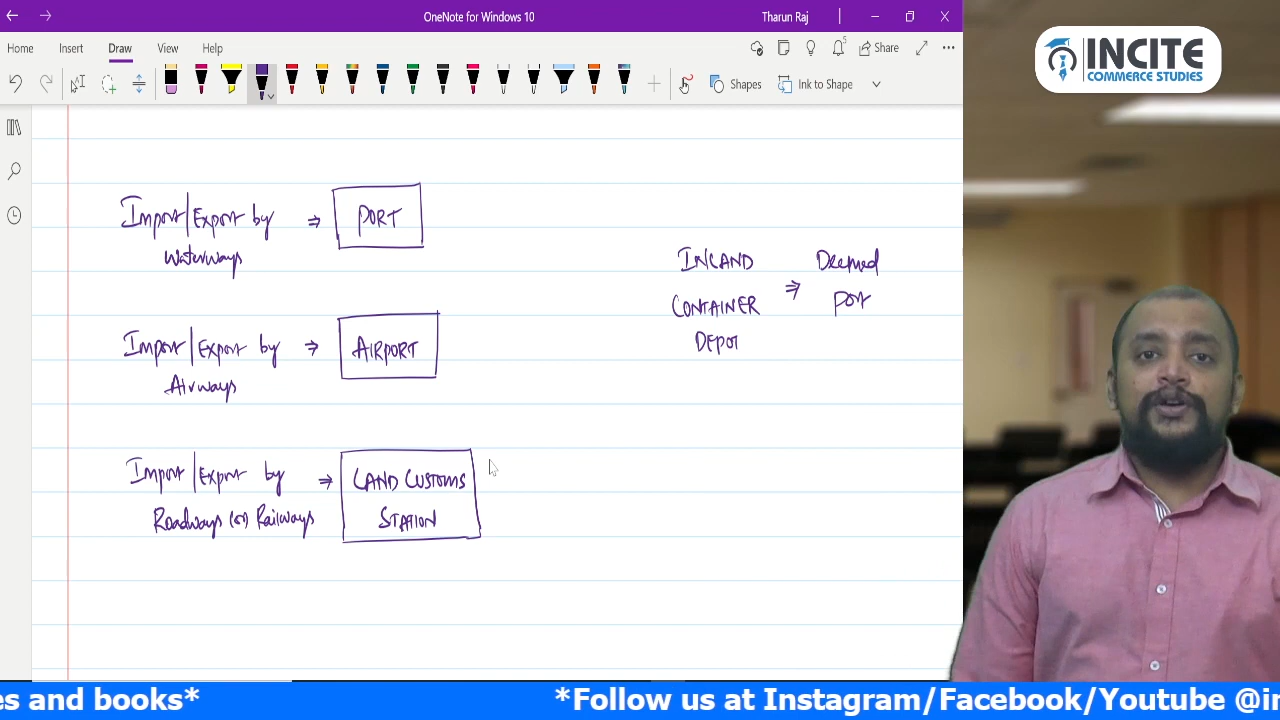 OneNote for Windows 10
Tharun Raj
Home Insert Draw View Help
5
Share
Shapes
Ink to Shape
INCITE
COMMERCE STUDIES
Import/Export by ⇒ PORT
Waterways
Import/Export by ⇒ AIRPORT
Airways
Import/Export by ⇒ LAND CUSTOMS
Roadways (or) Railways STATION
INLAND
CONTAINER
DEPOT
⇒ Deemed
Port
es and books* *Follow us at Instagram/Facebook/Youtube @in